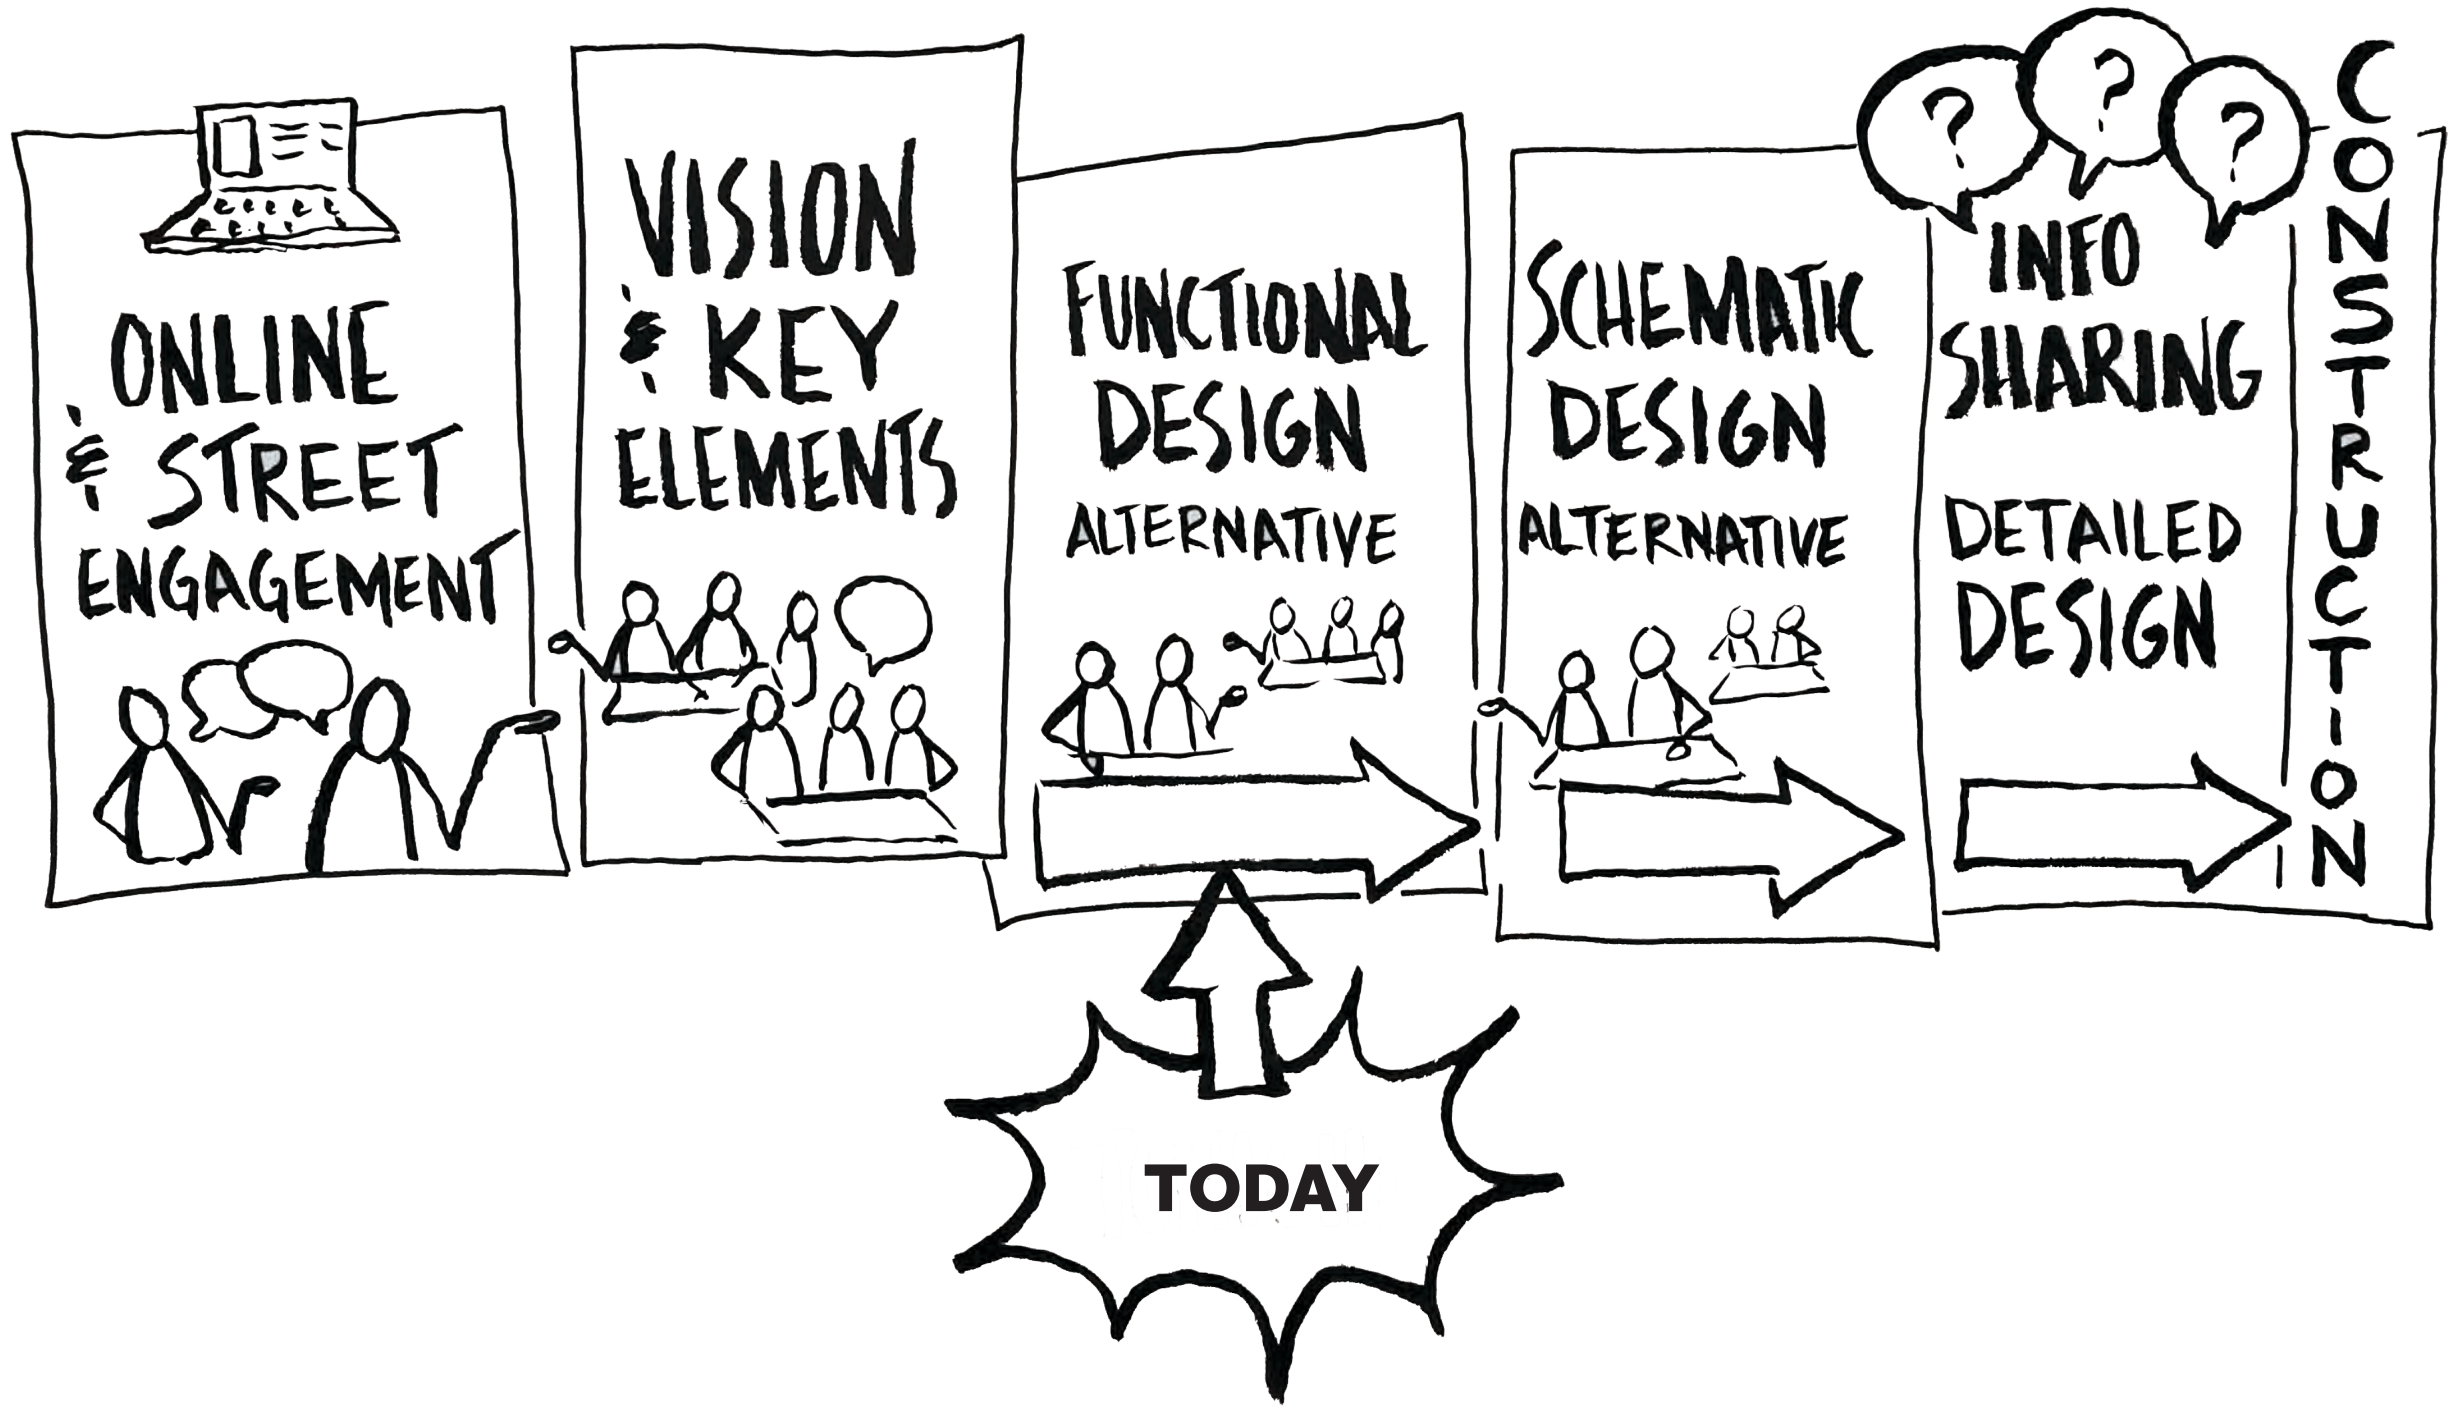 ONLINE
& STREET
ENGAGEMENT
VISION
& KEY
ELEMENTS
FUNCTIONAL
DESIGN
ALTERNATIVE
SCHEMATIC
DESIGN
ALTERNATIVE
? ? ?
INFO
SHARING
DETAILED
DESIGN
CONSTRUCTION
TODAY